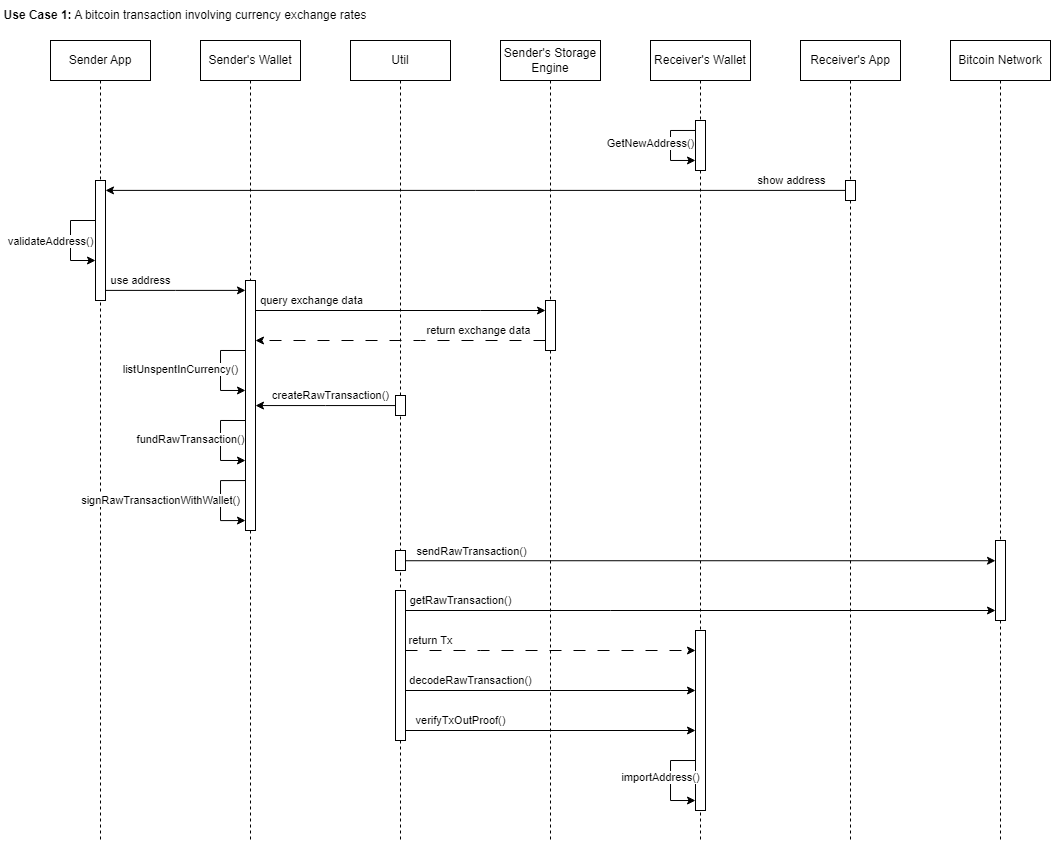 Use Case 1: A bitcoin transaction involving currency exchange rates
Sender App
Sender's Wallet
Util
Sender's Storage
Engine
Receiver's Wallet
Receiver's App
Bitcoin Network
GetNewAddress()
show address
validateAddress()
use address
query exchange data
return exchange data
listUnspentInCurrency()
createRawTransaction()
fundRawTransaction()
signRawTransactionWithWallet()
sendRawTransaction()
getRawTransaction()
return Tx
decodeRawTransaction()
verifyTxOutProof()
importAddress()